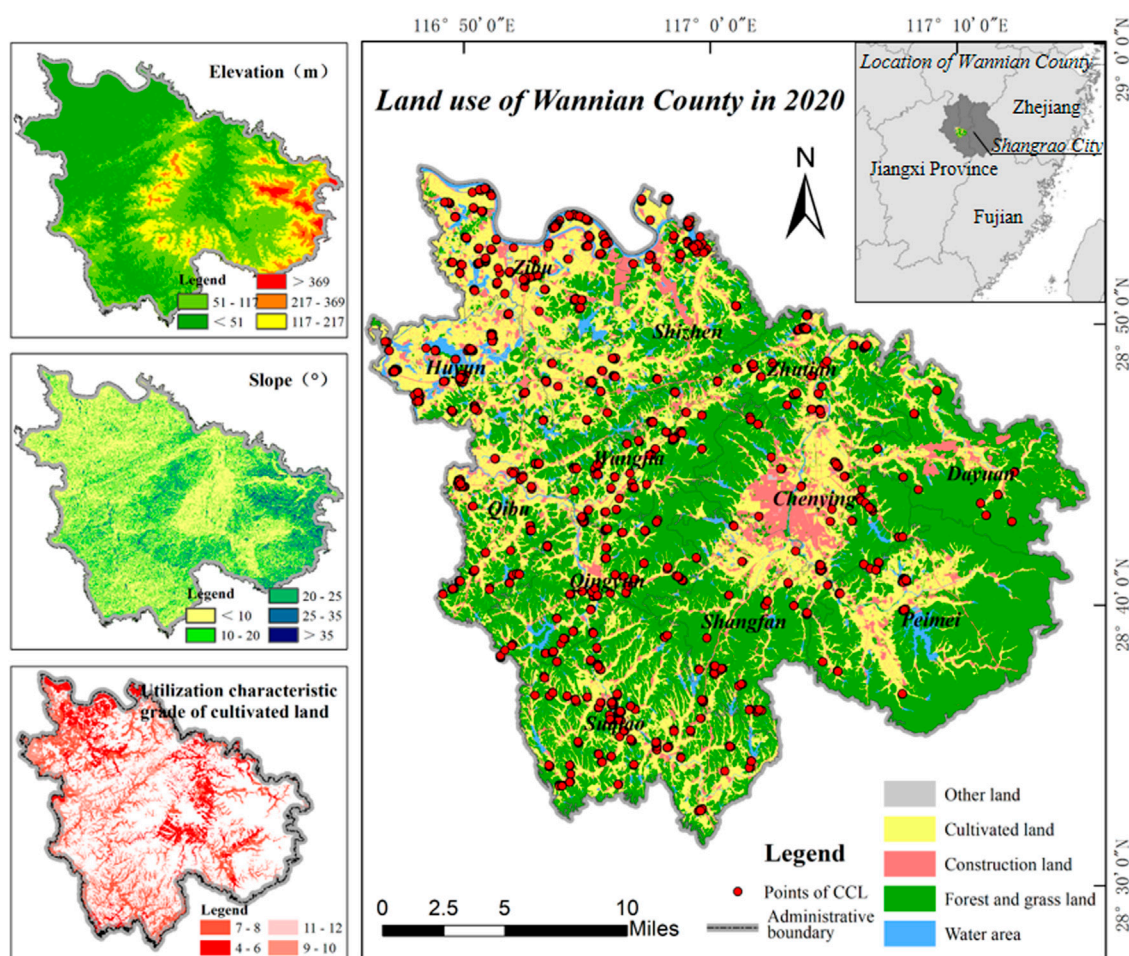 116° 50′ 0″E
117° 0′ 0″E
117° 10′ 0″E
Elevation（m）
Legend
＞369
51 - 117
217 - 369
＜51
117 - 217
Slope（°）
Legend
20 - 25
＜10
25 - 35
10 - 20
＞35
Utilization characteristic
grade of cultivated land
Legend
7 - 8
11 - 12
4 - 6
9 - 10
Land use of Wannian County in 2020
N
Location of Wannian County
Zhejiang
Shangrao City
Jiangxi Province
Fujian
Zibu
Shizhen
Huyun
Zhutian
Wangjia
Dayuan
Chenying
Qibu
Qingyun
Shangfan
Peimei
Suqiao
29° 0′ 0″N
28° 50′ 0″N
28° 40′ 0″N
28° 30′ 0″N
Legend
Points of CCL
Administrative
boundary
Other land
Cultivated land
Construction land
Forest and grass land
Water area
0 2.5 5 10
Miles